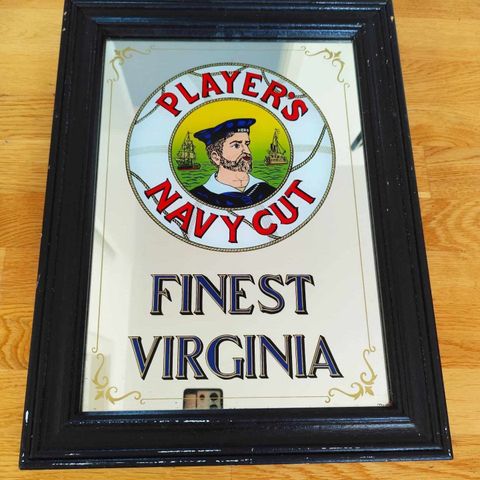 PLAYER'S
NAVY CUT
FINEST
VIRGINIA